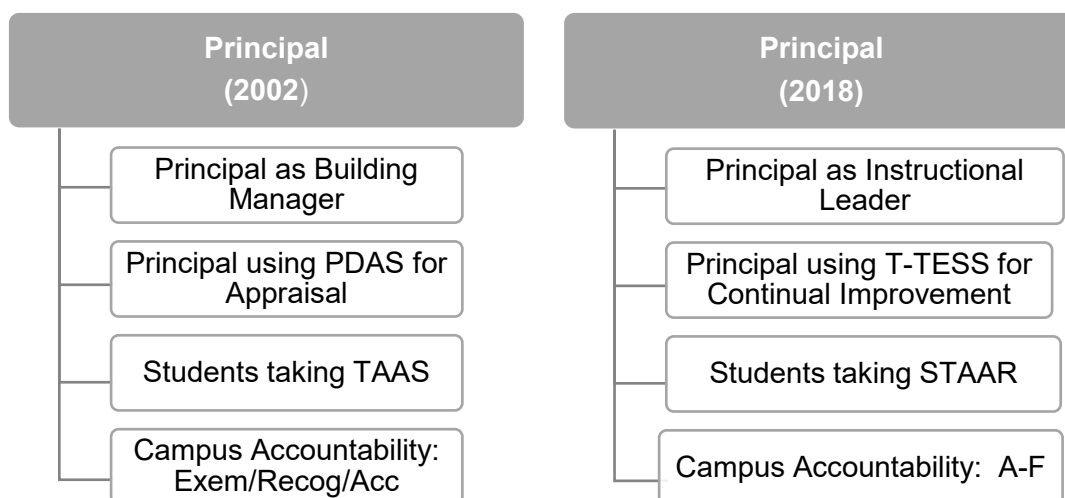 Principal
(2002)
Principal as Building
Manager
Principal using PDAS for
Appraisal
Students taking TAAS
Campus Accountability:
Exem/Recog/Acc
Principal
(2018)
Principal as Instructional
Leader
Principal using T-TESS for
Continual Improvement
Students taking STAAR
Campus Accountability: A-F